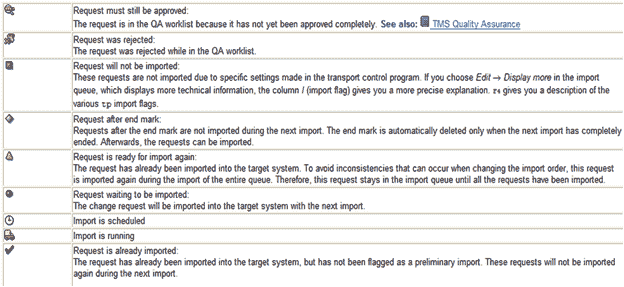 Request must still be approved:
The request is in the QA worklist because it has not yet been approved completely. See also: TMS Quality Assurance
Request was rejected:
The request was rejected while in the QA worklist.
Request will not be imported:
These requests are not imported due to specific settings made in the transport control program. If you choose Edit → Display more in the import
queue, which displays more technical information, the column I (import flag) gives you a more precise explanation. F4 gives you a description of the
various tp import flags.
Request after end mark:
Requests after the end mark are not imported during the next import. The end mark is automatically deleted only when the next import has completely
ended. Afterwards, the requests can be imported.
Request is ready for import again:
The request has already been imported into the target system. To avoid inconsistencies that can occur when changing the import order, this request
is imported again during the import of the entire queue. Therefore, this request stays in the import queue until all the requests have been imported.
Request waiting to be imported:
The change request will be imported into the target system with the next import.
Import is scheduled
Import is running
Request is already imported:
The request has already been imported into the target system, but has not been flagged as a preliminary import. These requests will not be imported
again during the next import.